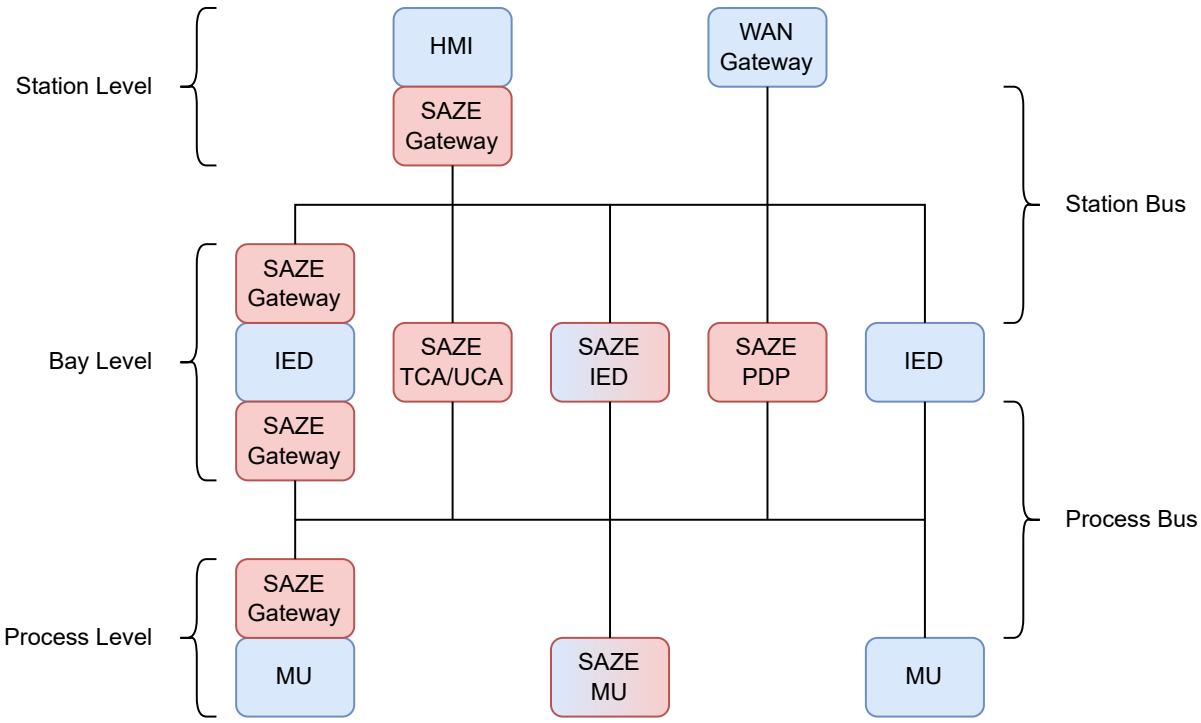 HMI
WAN
Gateway
Station Level
SAZE
Gateway
Station Bus
SAZE
Gateway
Bay Level
IED
SAZE
TCA/UCA
SAZE
IED
SAZE
PDP
IED
SAZE
Gateway
Process Bus
SAZE
Gateway
Process Level
MU
SAZE
MU
MU